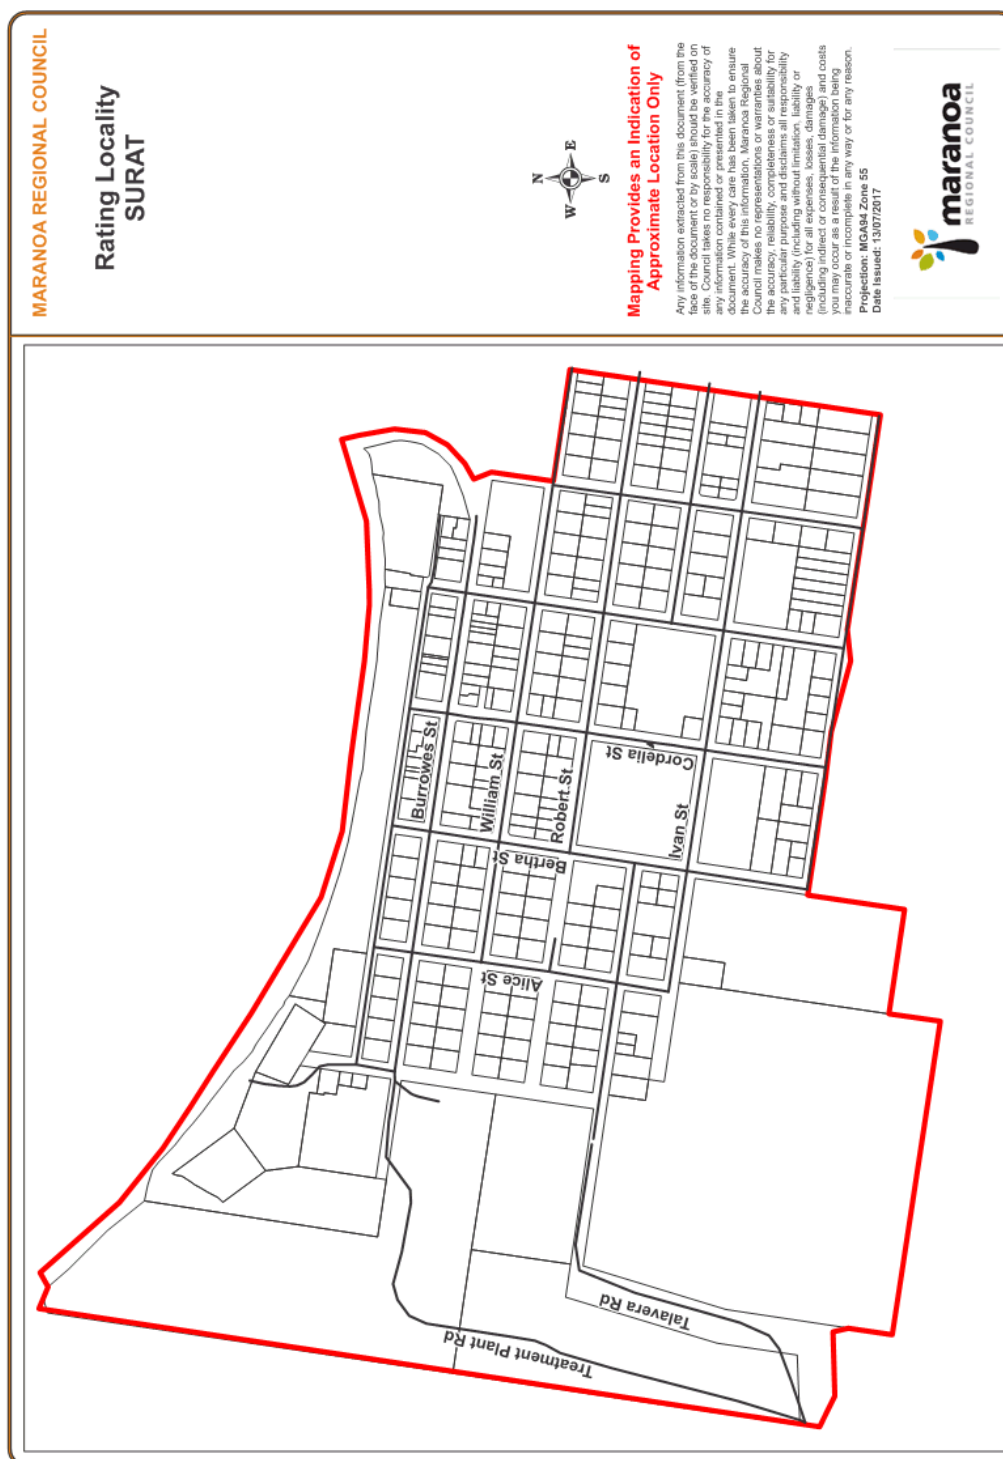 MARANOA REGIONAL COUNCIL
Rating Locality
SURAT
N
W
E
S
Mapping Provides an Indication of
Approximate Location Only
Any information extracted from this document (from the
face of the document or by scale) should be verified on
site. Council takes no responsibility for the accuracy of
any information contained or presented in the
document. While every care has been taken to ensure
the accuracy of this information, Maranoa Regional
Council makes no representations or warranties about
the accuracy, reliability, completeness or suitability for
any particular purpose and disclaims all responsibility
and liability (including without limitation, liability or
negligence) for all expenses, losses, damages
(including indirect or consequential damage) and costs
you may occur as a result of the information being
inaccurate or incomplete in any way or for any reason.
Projection: MGA94 Zone 55
Date Issued: 13/07/2017
maranoa
REGIONAL COUNCIL
Burrowes St
William St
Robert St
Ivan St
Cordelia St
Bertha St
Alice St
Talavera Rd
Treatment Plant Rd